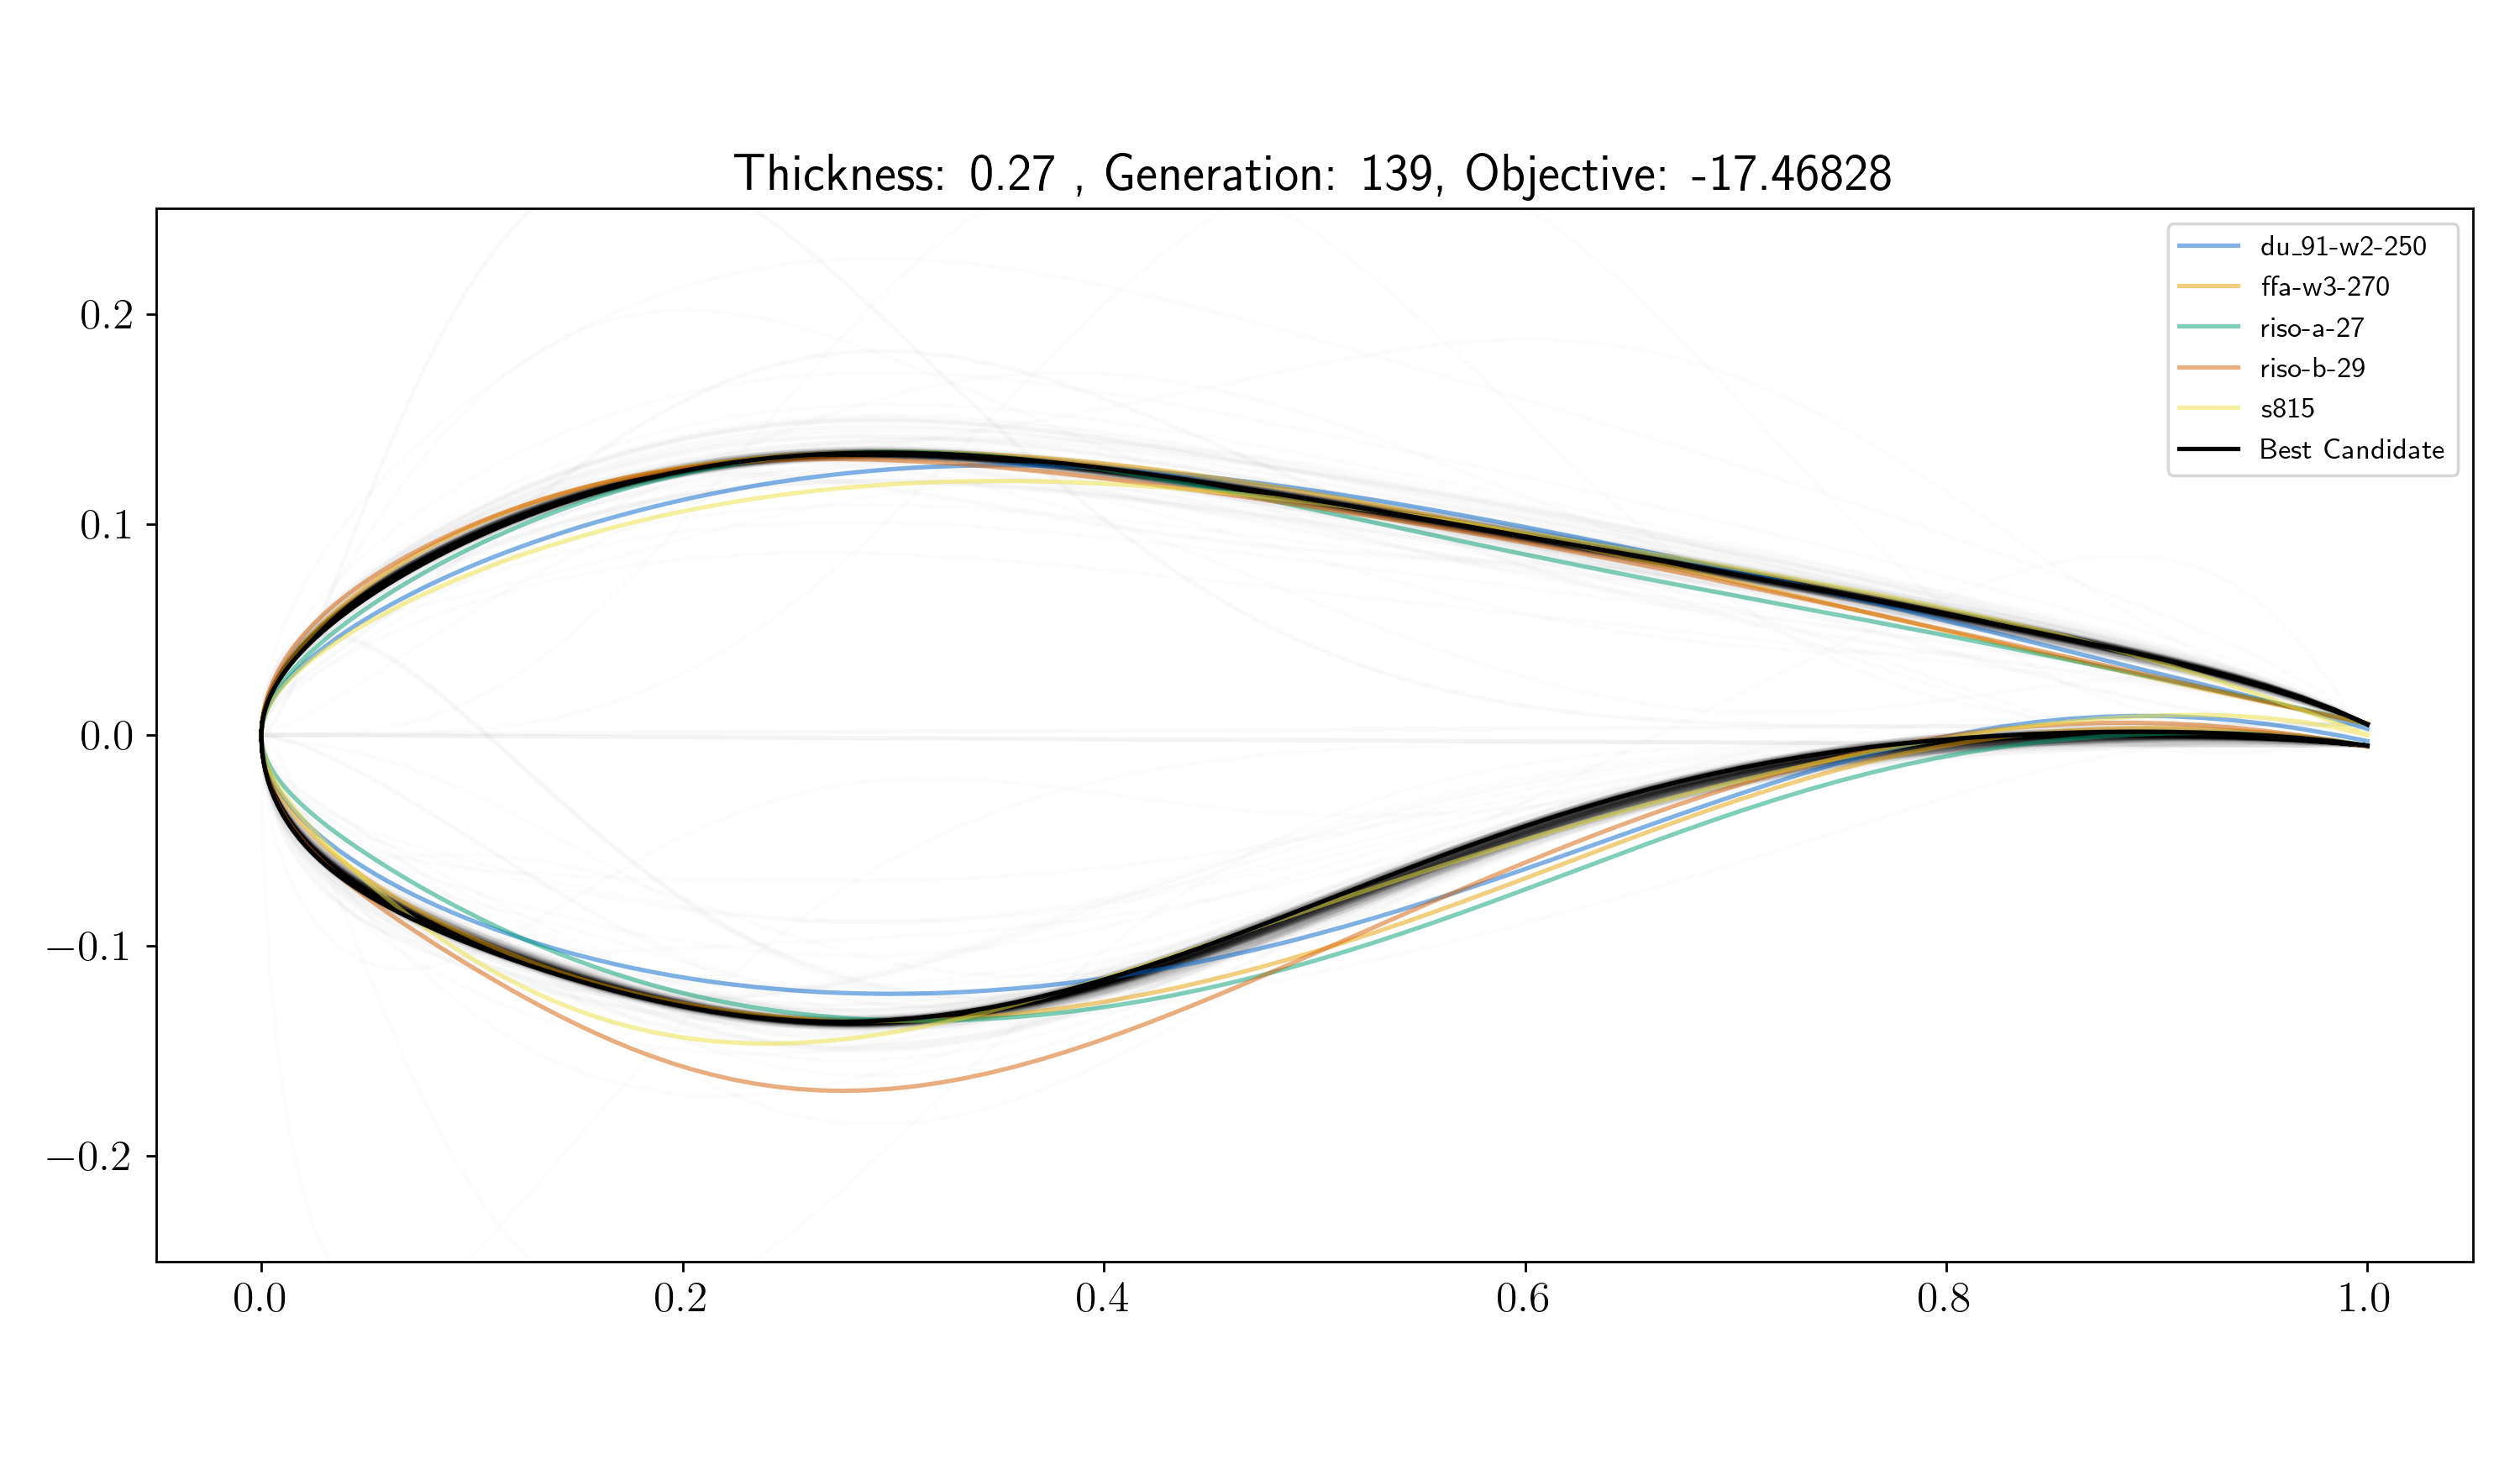 Thickness: 0.27 , Generation: 139, Objective: -17.46828
du_91-w2-250
ffa-w3-270
riso-a-27
riso-b-29
s815
Best Candidate
0.2
0.1
0.0
−0.1
−0.2
0.0 0.2 0.4 0.6 0.8 1.0